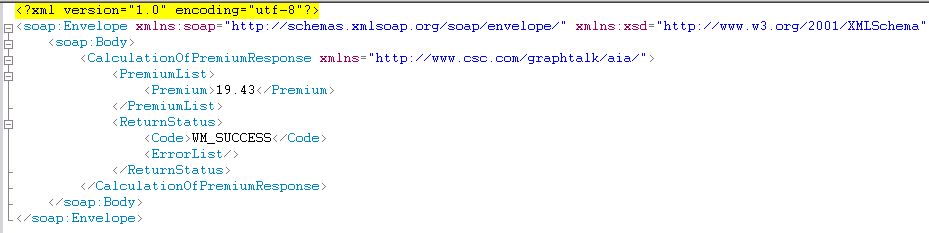 <?xml version="1.0" encoding="utf-8"?>
<soap:Envelope xmlns:soap="http://schemas.xmlsoap.org/soap/envelope/" xmlns:xsd="http://www.w3.org/2001/XMLSchema"
<soap:Body>
<CalculationOfPremiumResponse xmlns="http://www.csc.com/graphtalk/aia/">
<PremiumList>
<Premium>19.43</Premium>
</PremiumList>
<ReturnStatus>
<Code>WM_SUCCESS</Code>
<ErrorList/>
</ReturnStatus>
</CalculationOfPremiumResponse>
</soap:Body>
</soap:Envelope>